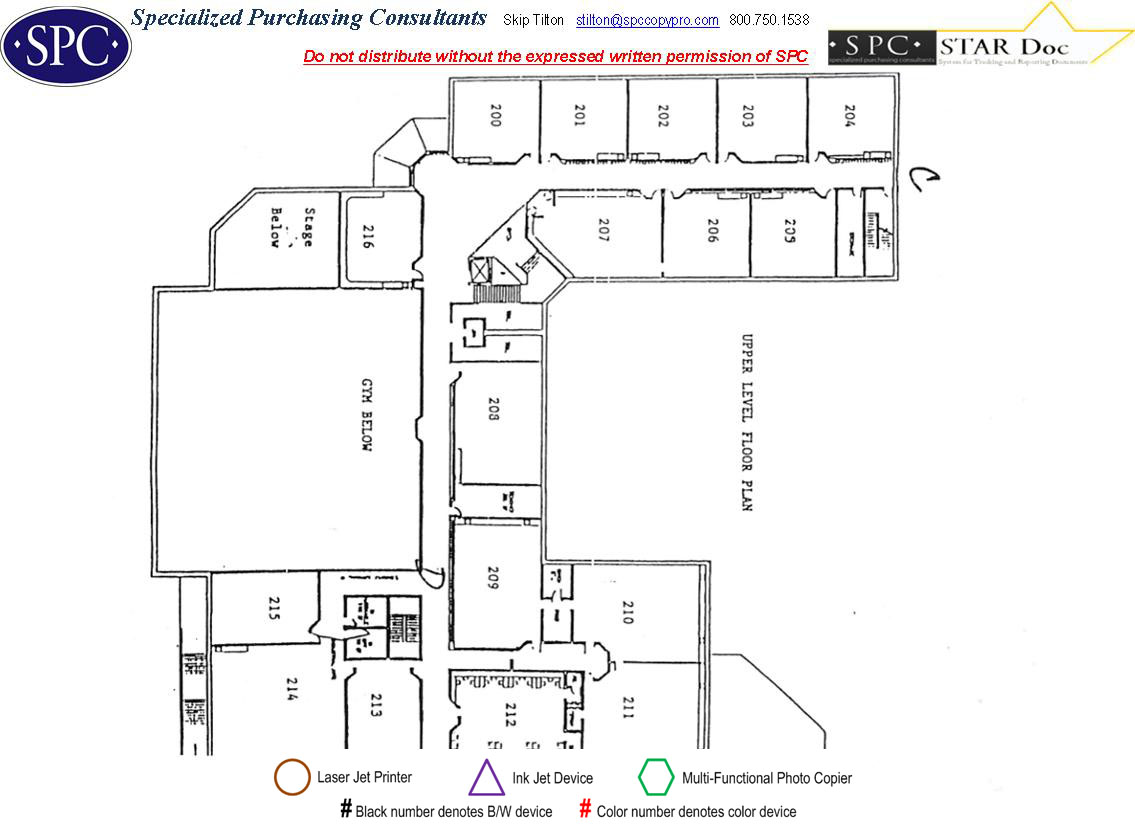 SPC
Specialized Purchasing Consultants Skip Tilton stilton@spccopypro.com 800.750.1538
Do not distribute without the expressed written permission of SPC
·SPC· STAR Doc
specialized purchasing consultants System for Tracking and Reporting Documents
200
201
202
203
204
C
216
Stage
Below
207
206
205
UPPER LEVEL FLOOR PLAN
GYM BELOW
208
209
210
215
214
213
212
211
Laser Jet Printer Ink Jet Device Multi-Functional Photo Copier
# Black number denotes B/W device # Color number denotes color device